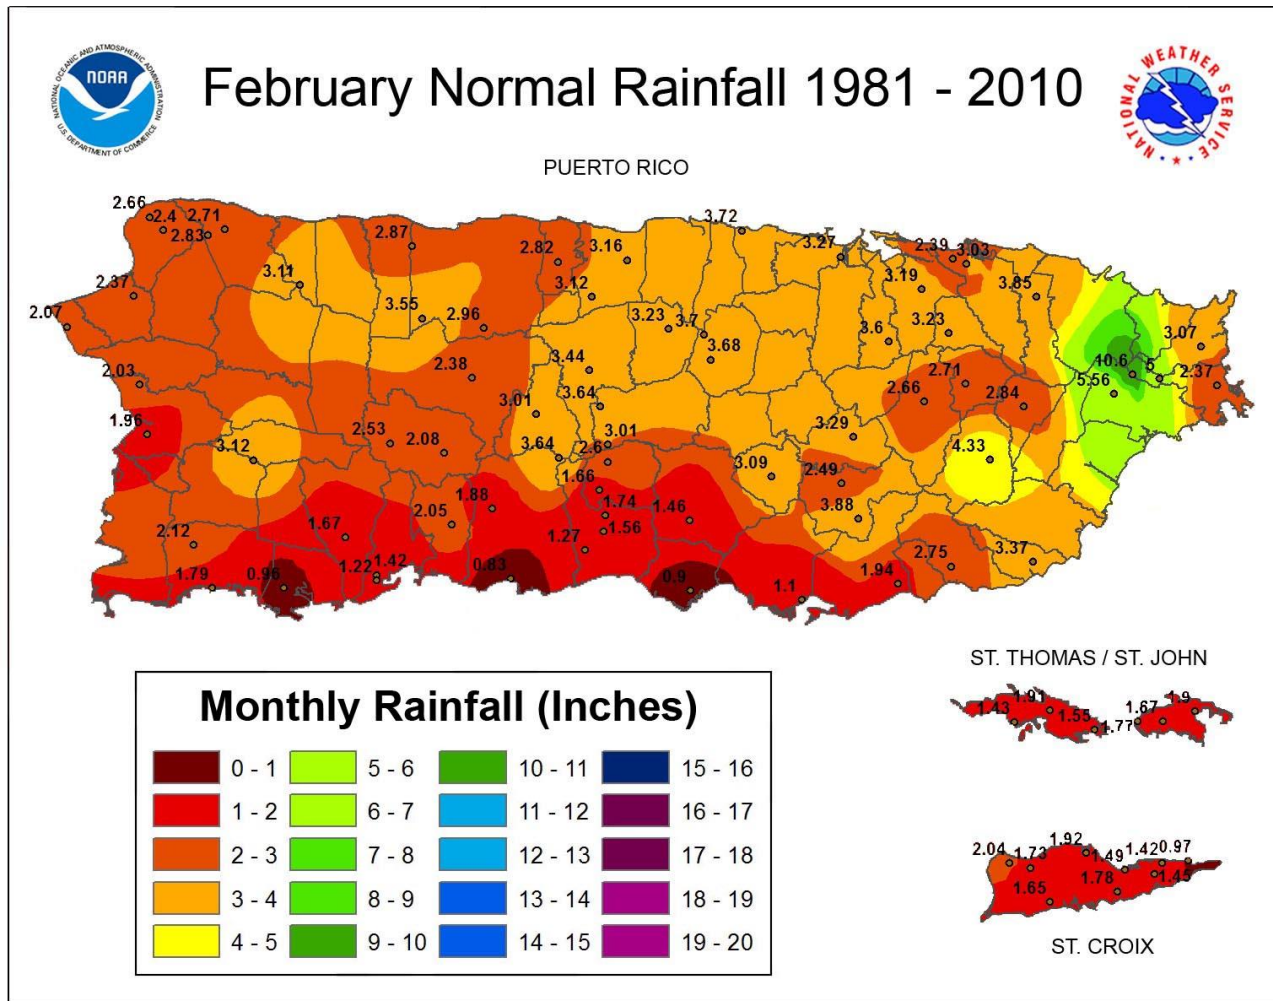 NATIONAL OCEANIC AND ATMOSPHERIC ADMINISTRATION
NOAA
U.S. DEPARTMENT OF COMMERCE
February Normal Rainfall 1981 - 2010
NATIONAL WEATHER SERVICE
PUERTO RICO
2.66
2.4
2.71
2.83
2.87
2.82
3.16
3.72
3.27
2.39
3.03
2.37
3.11
3.12
3.19
3.85
2.07
3.55
2.96
3.23
3.7
3.6
3.23
3.07
3.68
2.03
2.38
3.44
10.6
5
2.37
2.66
2.71
2.84
5.56
1.96
3.01
3.64
3.12
2.53
2.08
3.64
3.01
2.6
3.29
4.33
3.09
2.49
1.66
1.88
1.74
1.46
3.88
2.12
1.67
2.05
1.27
1.56
2.75
3.37
1.79
0.96
1.22
1.42
0.83
0.9
1.1
1.94
ST. THOMAS / ST. JOHN
1.43
1.91
1.55
1.77
1.67
1.9
Monthly Rainfall (Inches)
0 - 1
5 - 6
10 - 11
15 - 16
1 - 2
6 - 7
11 - 12
16 - 17
2 - 3
7 - 8
12 - 13
17 - 18
3 - 4
8 - 9
13 - 14
18 - 19
4 - 5
9 - 10
14 - 15
19 - 20
2.04
1.73
1.92
1.49
1.42
0.97
1.65
1.78
1.45
ST. CROIX